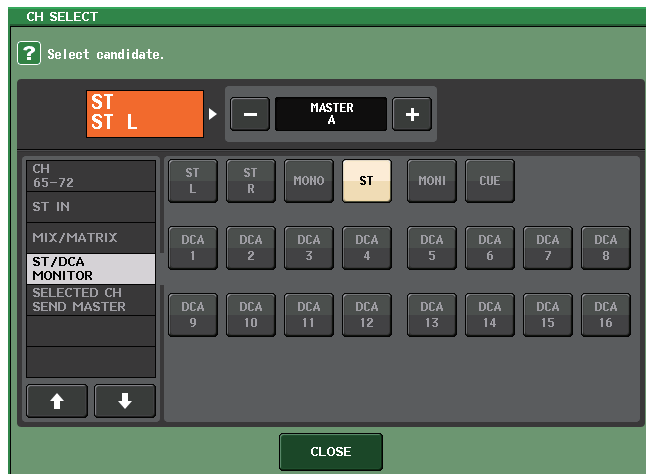 CH SELECT
? Select candidate.
ST
ST L
− MASTER +
A
CH
65-72
ST IN
MIX/MATRIX
ST/DCA
MONITOR
SELECTED CH
SEND MASTER
ST
L
ST
R
MONO
ST
MONI
CUE
DCA
1
DCA
2
DCA
3
DCA
4
DCA
5
DCA
6
DCA
7
DCA
8
DCA
9
DCA
10
DCA
11
DCA
12
DCA
13
DCA
14
DCA
15
DCA
16
CLOSE